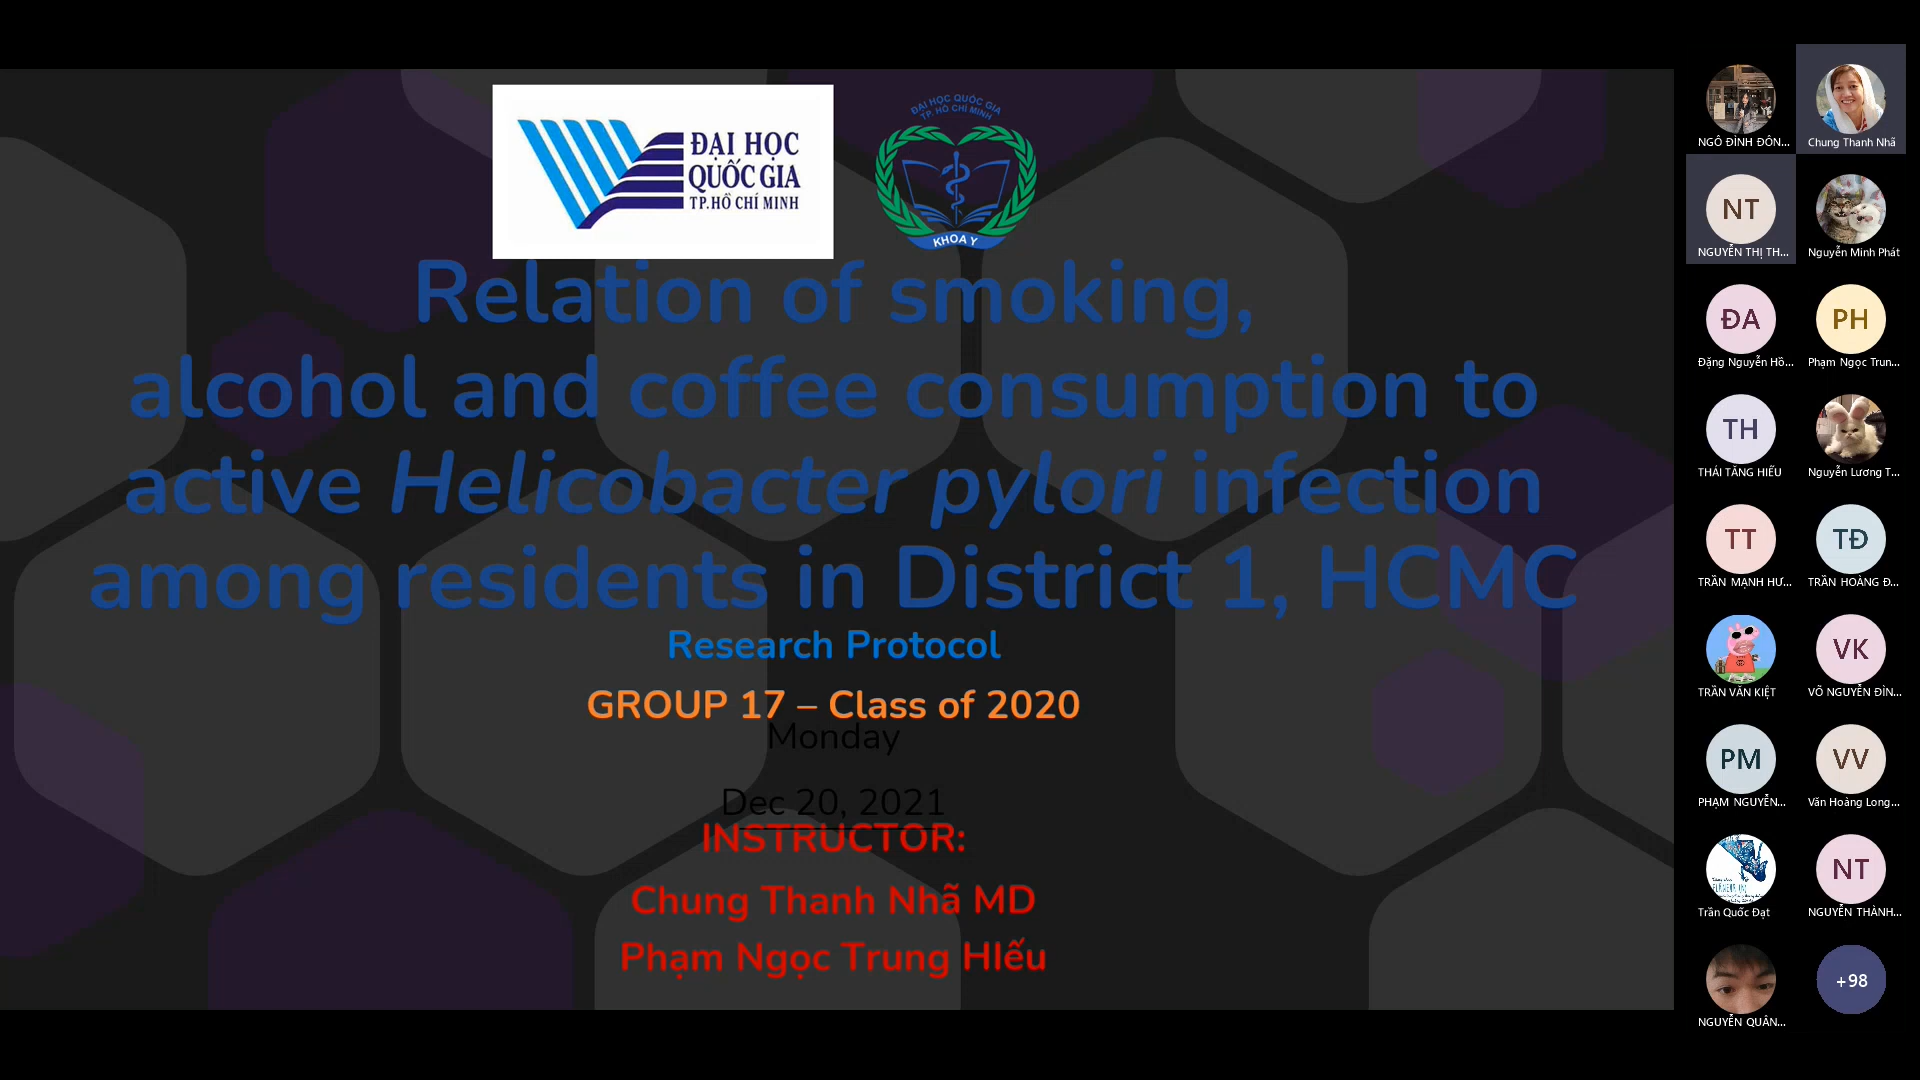 ĐẠI HỌC
QUỐC GIA
TP. HỒ CHÍ MINH
ĐẠI HỌC QUỐC GIA
TP. HỒ CHÍ MINH
KHOA Y
Relation of smoking,
alcohol and coffee consumption to
active Helicobacter pylori infection
among residents in District 1, HCMC
Research Protocol
GROUP 17 – Class of 2020
Monday
Dec 20, 2021
INSTRUCTOR:
Chung Thanh Nhã MD
Phạm Ngọc Trung HIếu
NGÔ ĐÌNH ĐÔN...
Chung Thanh Nhã
NT
NGUYỄN THỊ TH...
Nguyễn Minh Phát
ĐA
Đặng Nguyễn Hồ...
PH
Phạm Ngọc Trun...
TH
THÁI TĂNG HIẾU
Nguyễn Lương T...
TT
TRẦN MẠNH HƯ...
TĐ
TRẦN HOÀNG Đ...
TRẦN VĂN KIỆT
VK
VÕ NGUYỄN ĐÌN...
PM
PHẠM NGUYỄN...
VV
Văn Hoàng Long...
Trần Quốc Đạt
NT
NGUYỄN THÀNH...
NGUYỄN QUÂN...
+98